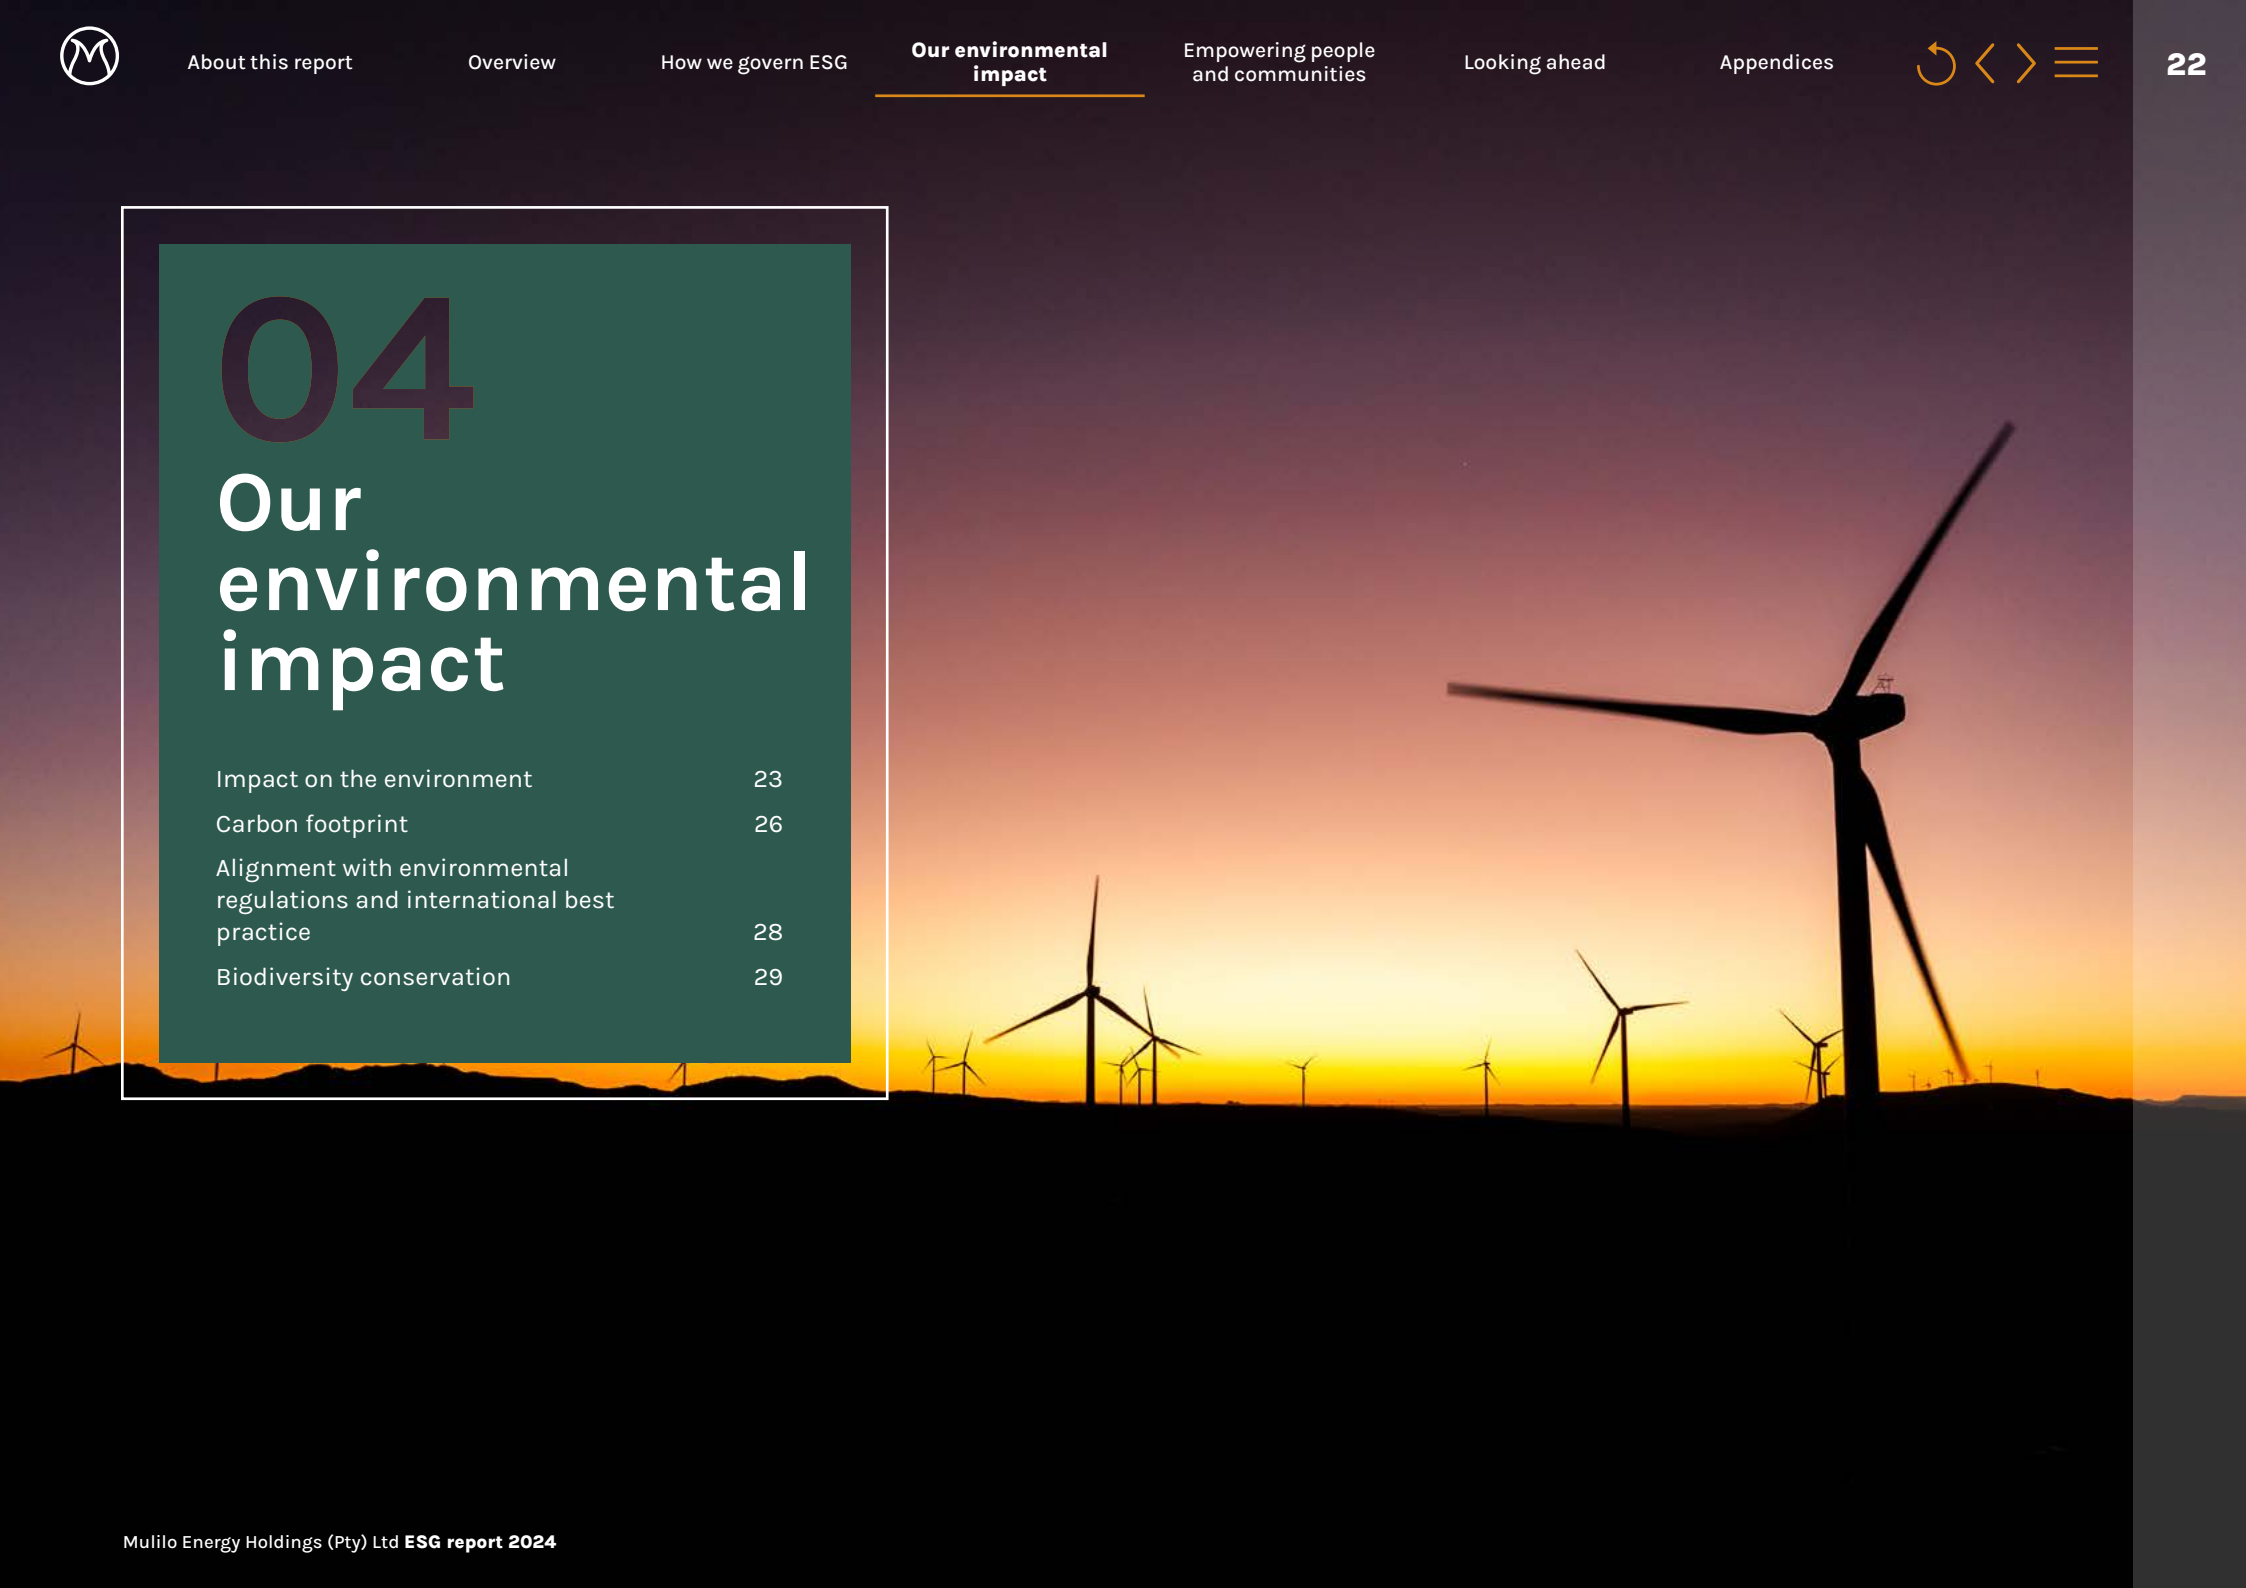 About this report
Overview
How we govern ESG
Our environmental
impact
Empowering people
and communities
Looking ahead
Appendices
22
04
Our
environmental
impact
Impact on the environment 23
Carbon footprint 26
Alignment with environmental
regulations and international best
practice 28
Biodiversity conservation 29
Mulilo Energy Holdings (Pty) Ltd ESG report 2024